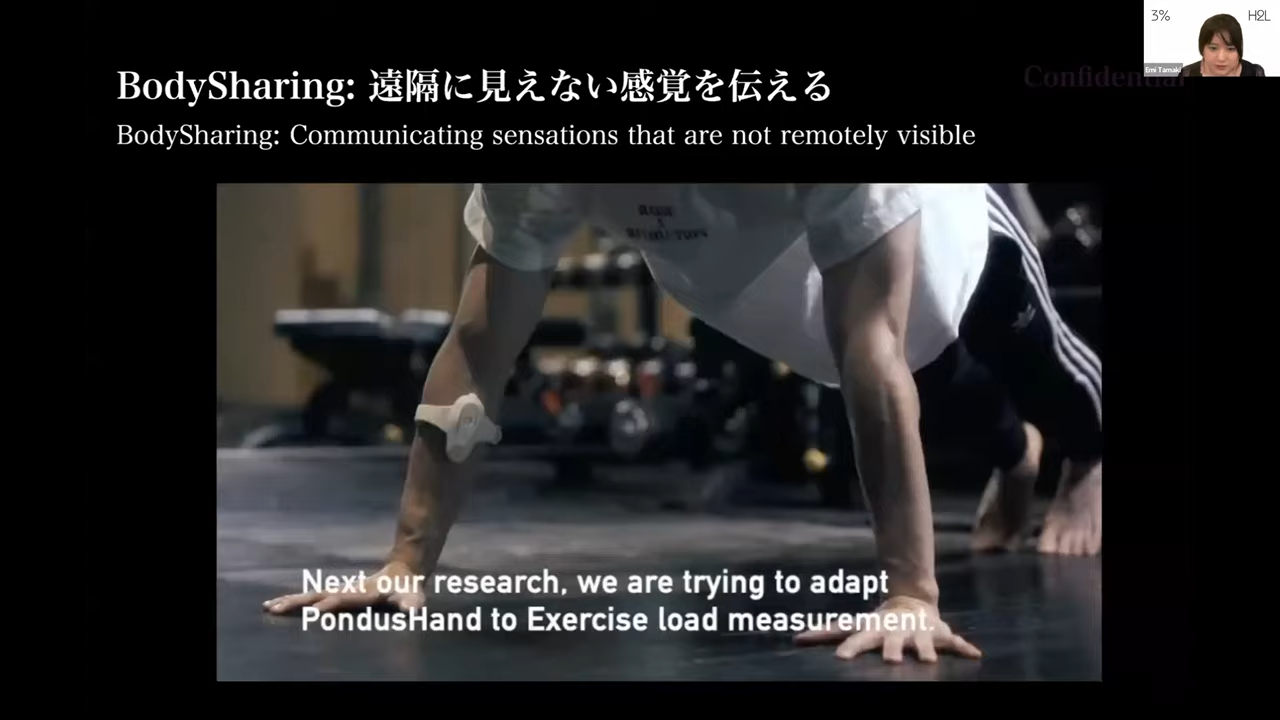 3%
H2L
Emi Tamaki
Confidential
BodySharing: 遠隔に見えない感覚を伝える
BodySharing: Communicating sensations that are not remotely visible
Next our research, we are trying to adapt
PondusHand to Exercise load measurement.